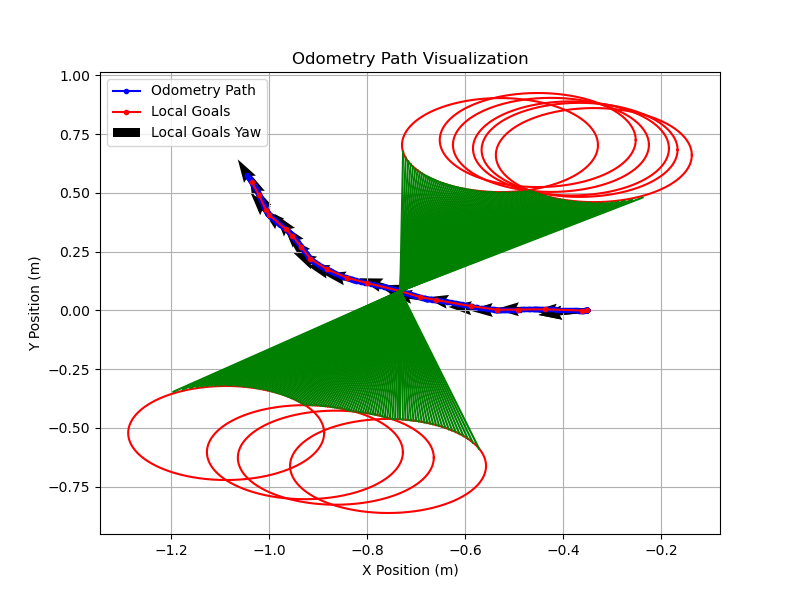 Odometry Path Visualization
Odometry Path
Local Goals
Local Goals Yaw
Y Position (m)
1.00
0.75
0.50
0.25
0.00
−0.25
−0.50
−0.75
−1.2
−1.0
−0.8
−0.6
−0.4
−0.2
X Position (m)